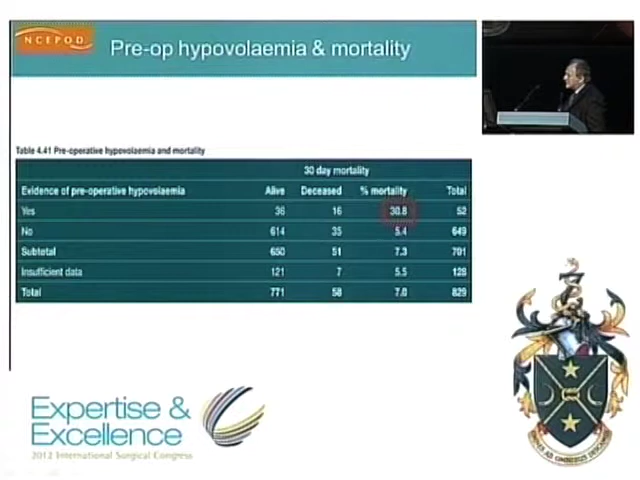 NCEPOD
Pre-op hypovolaemia & mortality
Table 4.41 Pre-operative hypovolaemia and mortality
30 day mortality
Evidence of pre-operative hypovolaemia Alive Deceased % mortality Total
Yes 36 16 30.8 52
No 614 35 5.4 649
Subtotal 650 51 7.3 701
Insufficient data 121 7 5.5 128
Total 771 58 7.0 829
Expertise &
Excellence
2012 International Surgical Congress